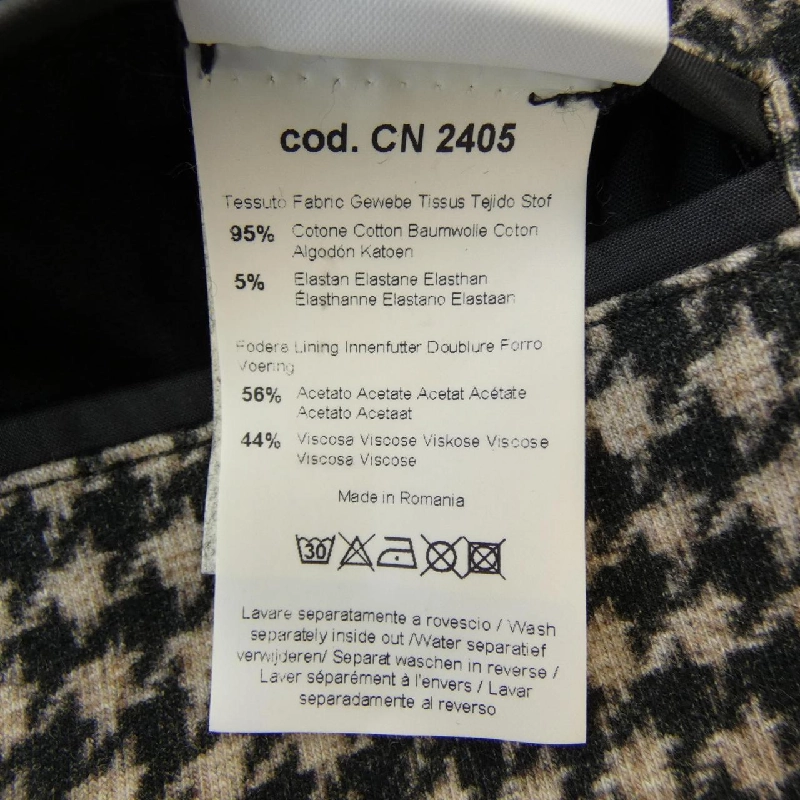 cod. CN 2405
Tessuto Fabric Gewebe Tissus Tejido Stof
95% Cotone Cotton Baumwolle Coton
Algodón Katoen
5% Elastan Elastane Elasthan
Élasthanne Elastano Elastaan
Fodera Lining Innenfutter Doublure Forro
Voering
56% Acetato Acetate Acetat Acétate
Acetato Acetaat
44% Viscosa Viscose Viskose Viscose
Viscosa Viscose
Made in Romania
30
Lavare separatamente a rovescio / Wash
separately inside out /Water separatief
verwijderen/ Separat waschen in reverse /
Laver séparément à l'envers / Lavar
separadamente al reverso